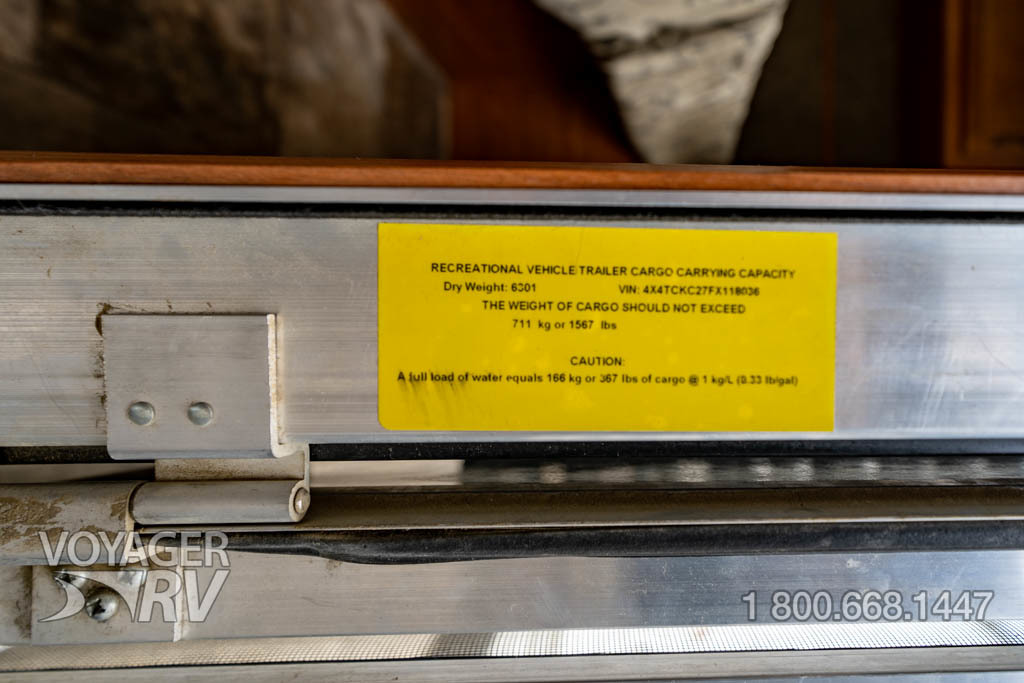 RECREATIONAL VEHICLE TRAILER CARGO CARRYING CAPACITY
Dry Weight: 6301 VIN: 4X4TCKC27FX118036
THE WEIGHT OF CARGO SHOULD NOT EXCEED
711 kg or 1567 lbs
CAUTION:
A full load of water equals 166 kg or 367 lbs of cargo @ 1 kg/L (8.33 lb/gal)
VOYAGER
RV
1 800.668.1447